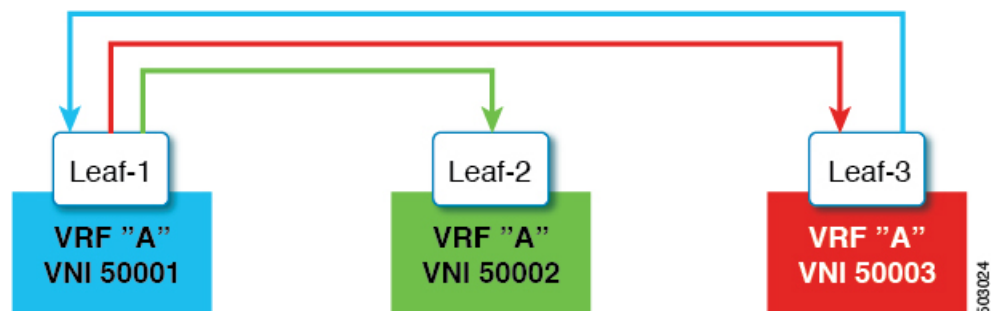 Leaf-1
VRF ”A”
VNI 50001
Leaf-2
VRF ”A”
VNI 50002
Leaf-3
VRF ”A”
VNI 50003
503024